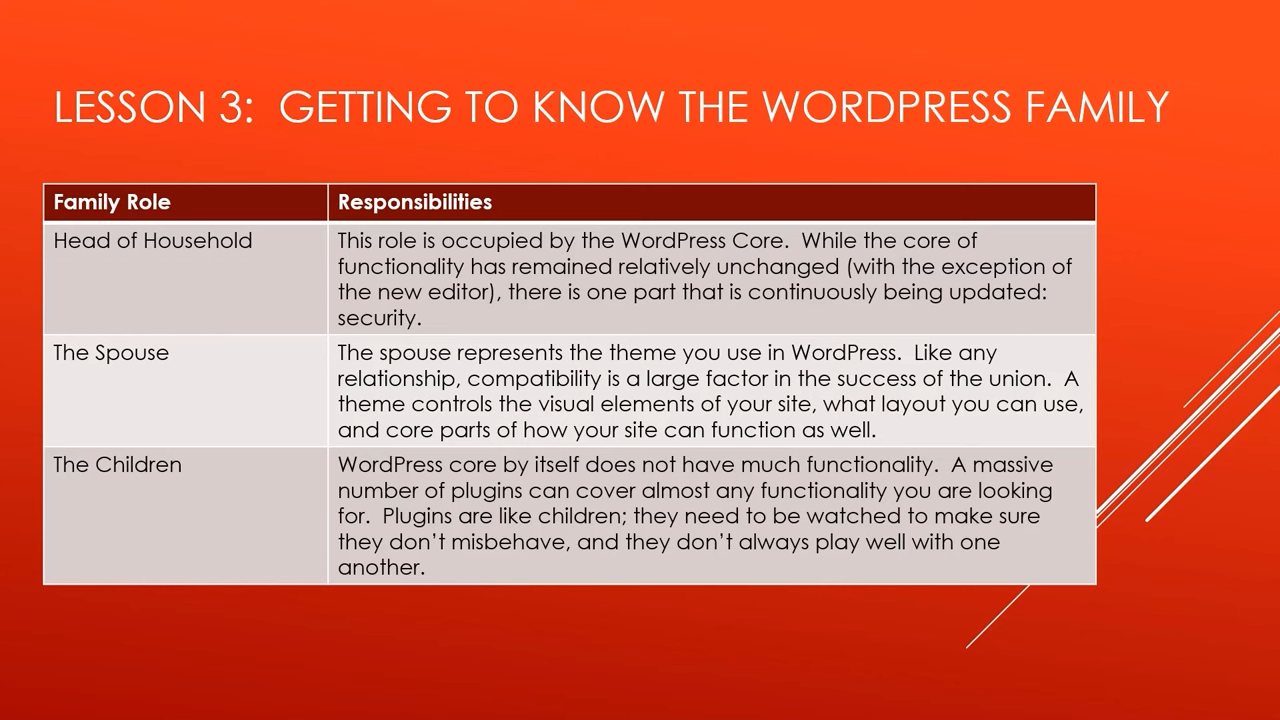 LESSON 3:  GETTING TO KNOW THE WORDPRESS FAMILY
Family Role
Responsibilities
Head of Household
This role is occupied by the WordPress Core.  While the core of
functionality has remained relatively unchanged (with the exception of
the new editor), there is one part that is continuously being updated:
security.
The Spouse
The spouse represents the theme you use in WordPress.  Like any
relationship, compatibility is a large factor in the success of the union.  A
theme controls the visual elements of your site, what layout you can use,
and core parts of how your site can function as well.
The Children
WordPress core by itself does not have much functionality.  A massive
number of plugins can cover almost any functionality you are looking
for.  Plugins are like children; they need to be watched to make sure
they don’t misbehave, and they don’t always play well with one
another.